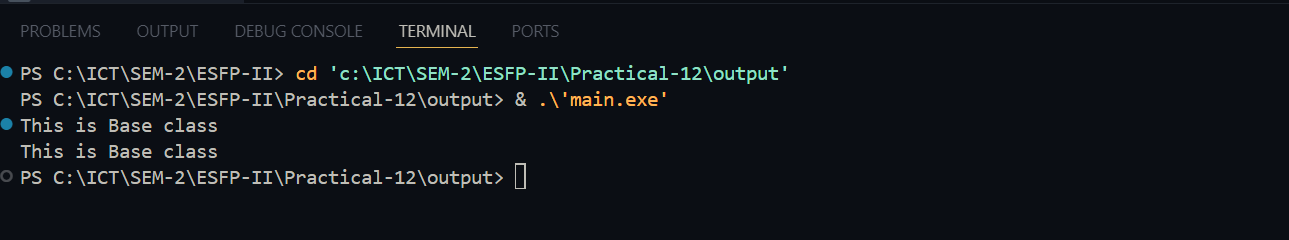 PROBLEMS OUTPUT DEBUG CONSOLE TERMINAL PORTS
PS C:\ICT\SEM-2\ESFP-II> cd 'c:\ICT\SEM-2\ESFP-II\Practical-12\output'
PS C:\ICT\SEM-2\ESFP-II\Practical-12\output> & .\'main.exe'
This is Base class
This is Base class
PS C:\ICT\SEM-2\ESFP-II\Practical-12\output>